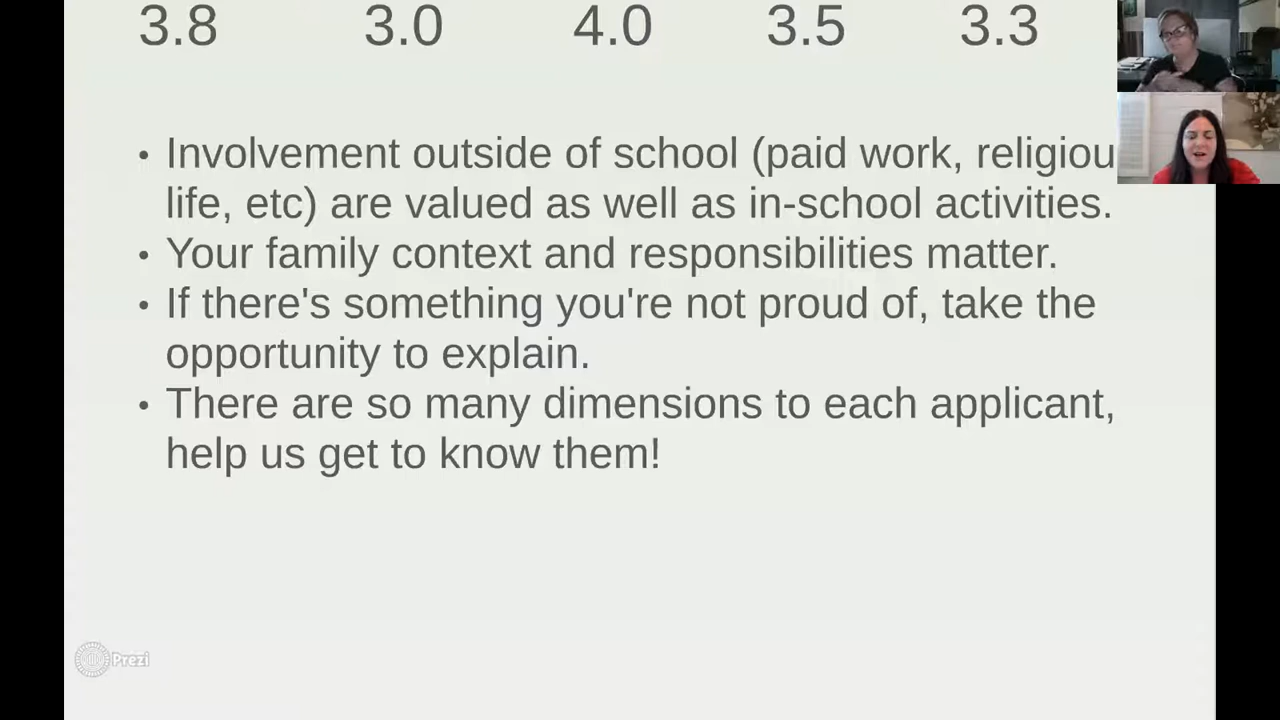 3.8 3.0 4.0 3.5 3.3
• Involvement outside of school (paid work, religiou
life, etc) are valued as well as in-school activities.
• Your family context and responsibilities matter.
• If there's something you're not proud of, take the
opportunity to explain.
• There are so many dimensions to each applicant,
help us get to know them!
Prezi